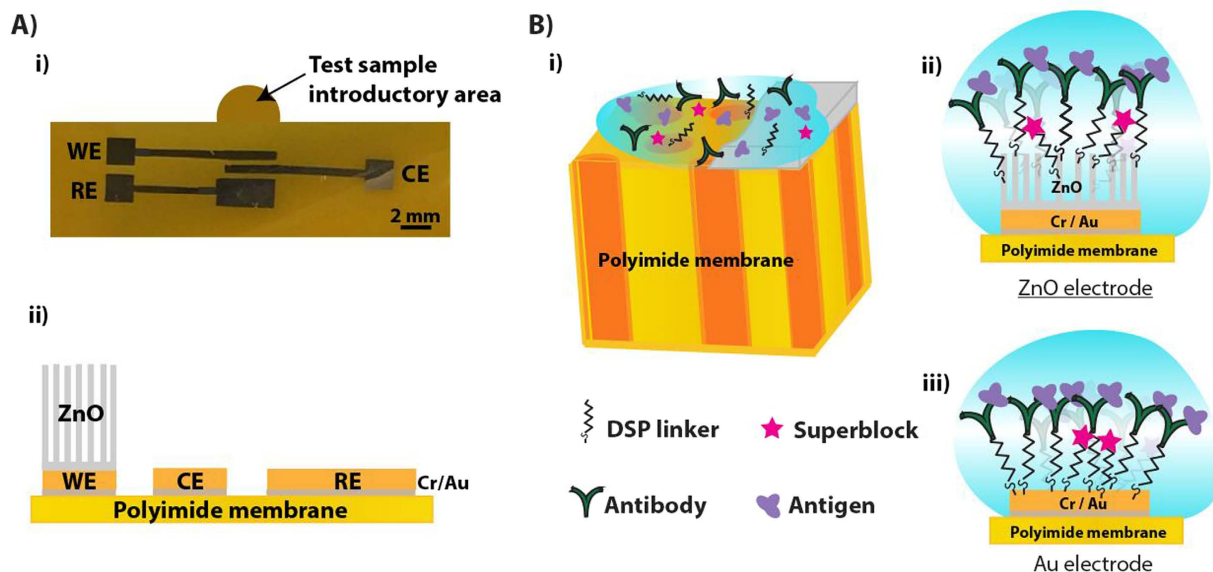 A)
i)
Test sample
introductory area
WE
RE
CE
2 mm
ii)
ZnO
WE
CE
RE
Cr/Au
Polyimide membrane
B)
i)
Polyimide membrane
DSP linker
Superblock
Antibody
Antigen
ii)
ZnO
Cr / Au
Polyimide membrane
ZnO electrode
iii)
Cr / Au
Polyimide membrane
Au electrode